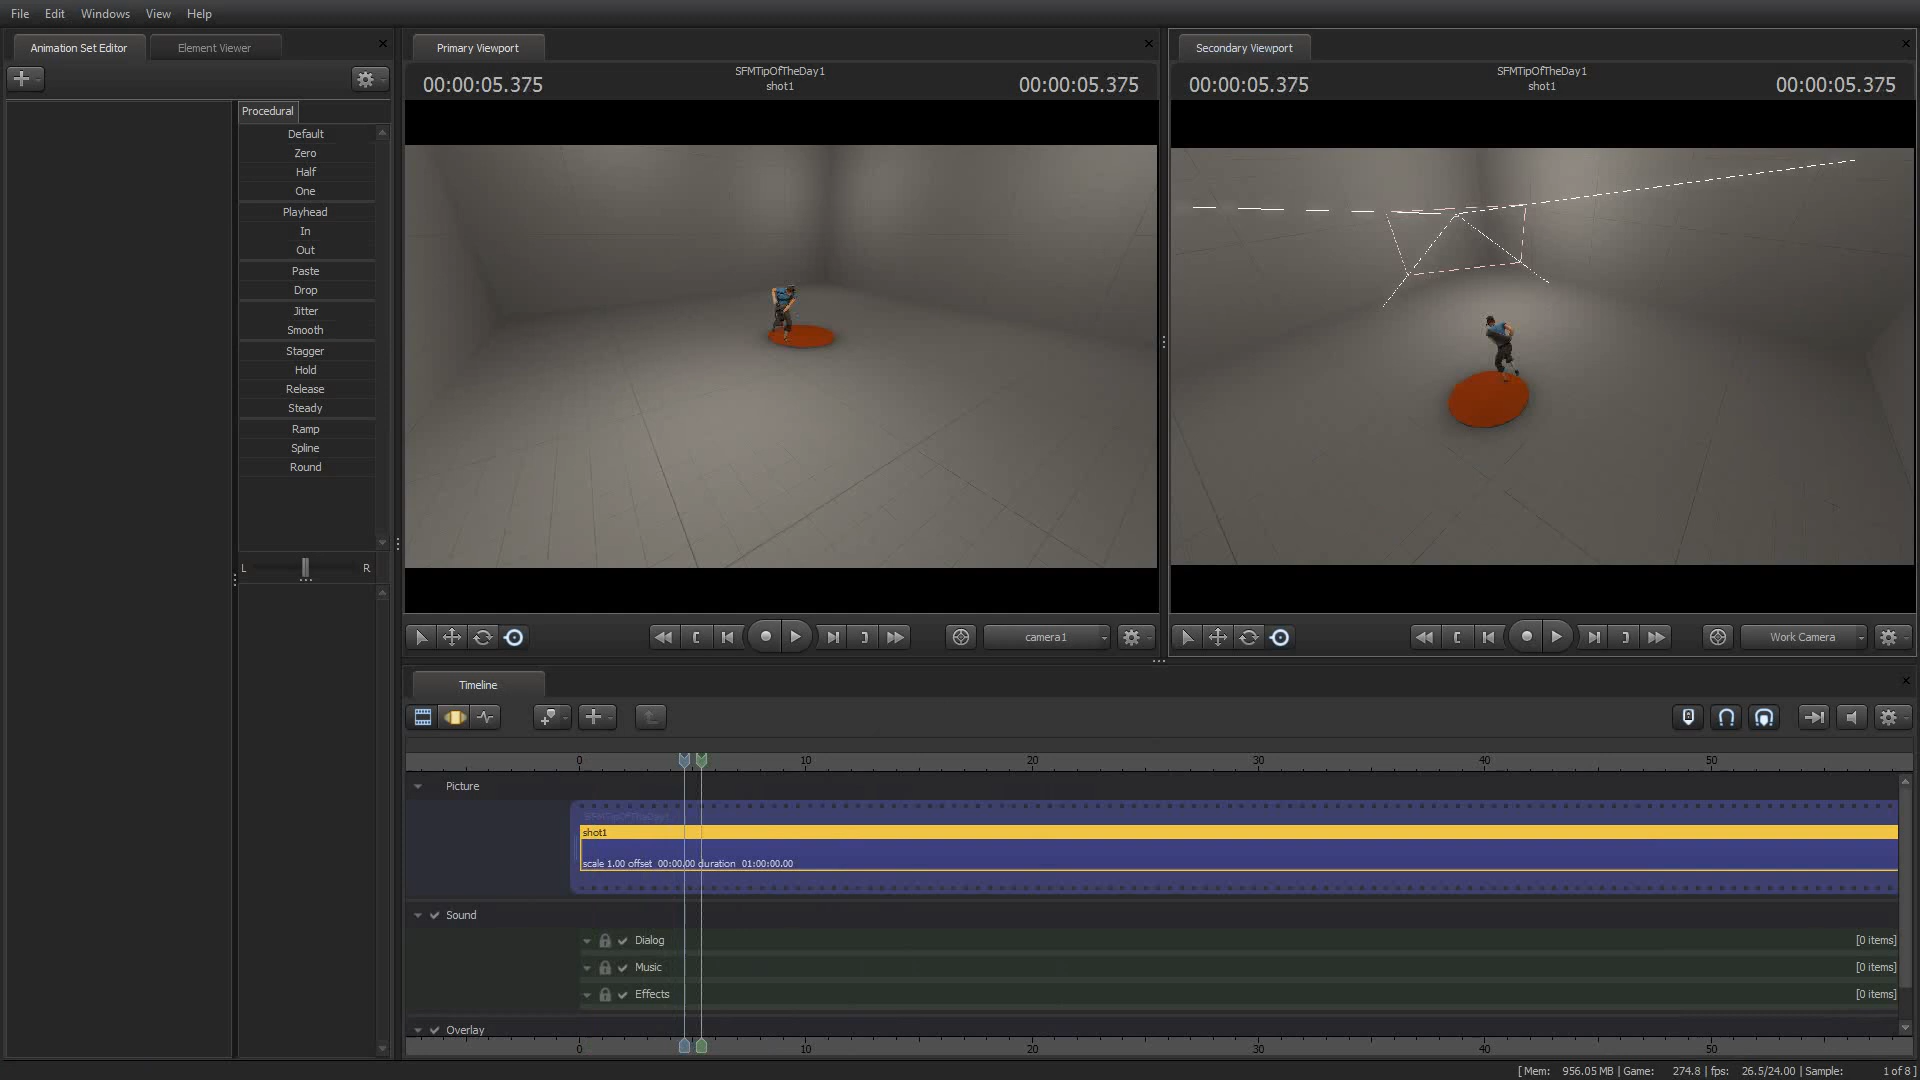 File Edit Windows View Help
Animation Set Editor Element Viewer
Procedural
Default
Zero
Half
One
Playhead
In
Out
Paste
Drop
Jitter
Smooth
Stagger
Hold
Release
Steady
Ramp
Spline
Round
L R
Primary Viewport
00:00:05.375 SFMTipOfTheDay1 00:00:05.375
shot1
camera1
Secondary Viewport
00:00:05.375 SFMTipOfTheDay1 00:00:05.375
shot1
Work Camera
Timeline
0 10 20 30 40 50
Picture
SFMTipOfTheDay1
shot1
scale 1.00 offset 00:00.00 duration 01:00:00.00
Sound
Dialog [0 items]
Music [0 items]
Effects [0 items]
Overlay
0 10 20 30 40 50
[ Mem: 956.05 MB | Game: 274.8 | fps: 26.5/24.00 | Sample: 1 of 8 ]